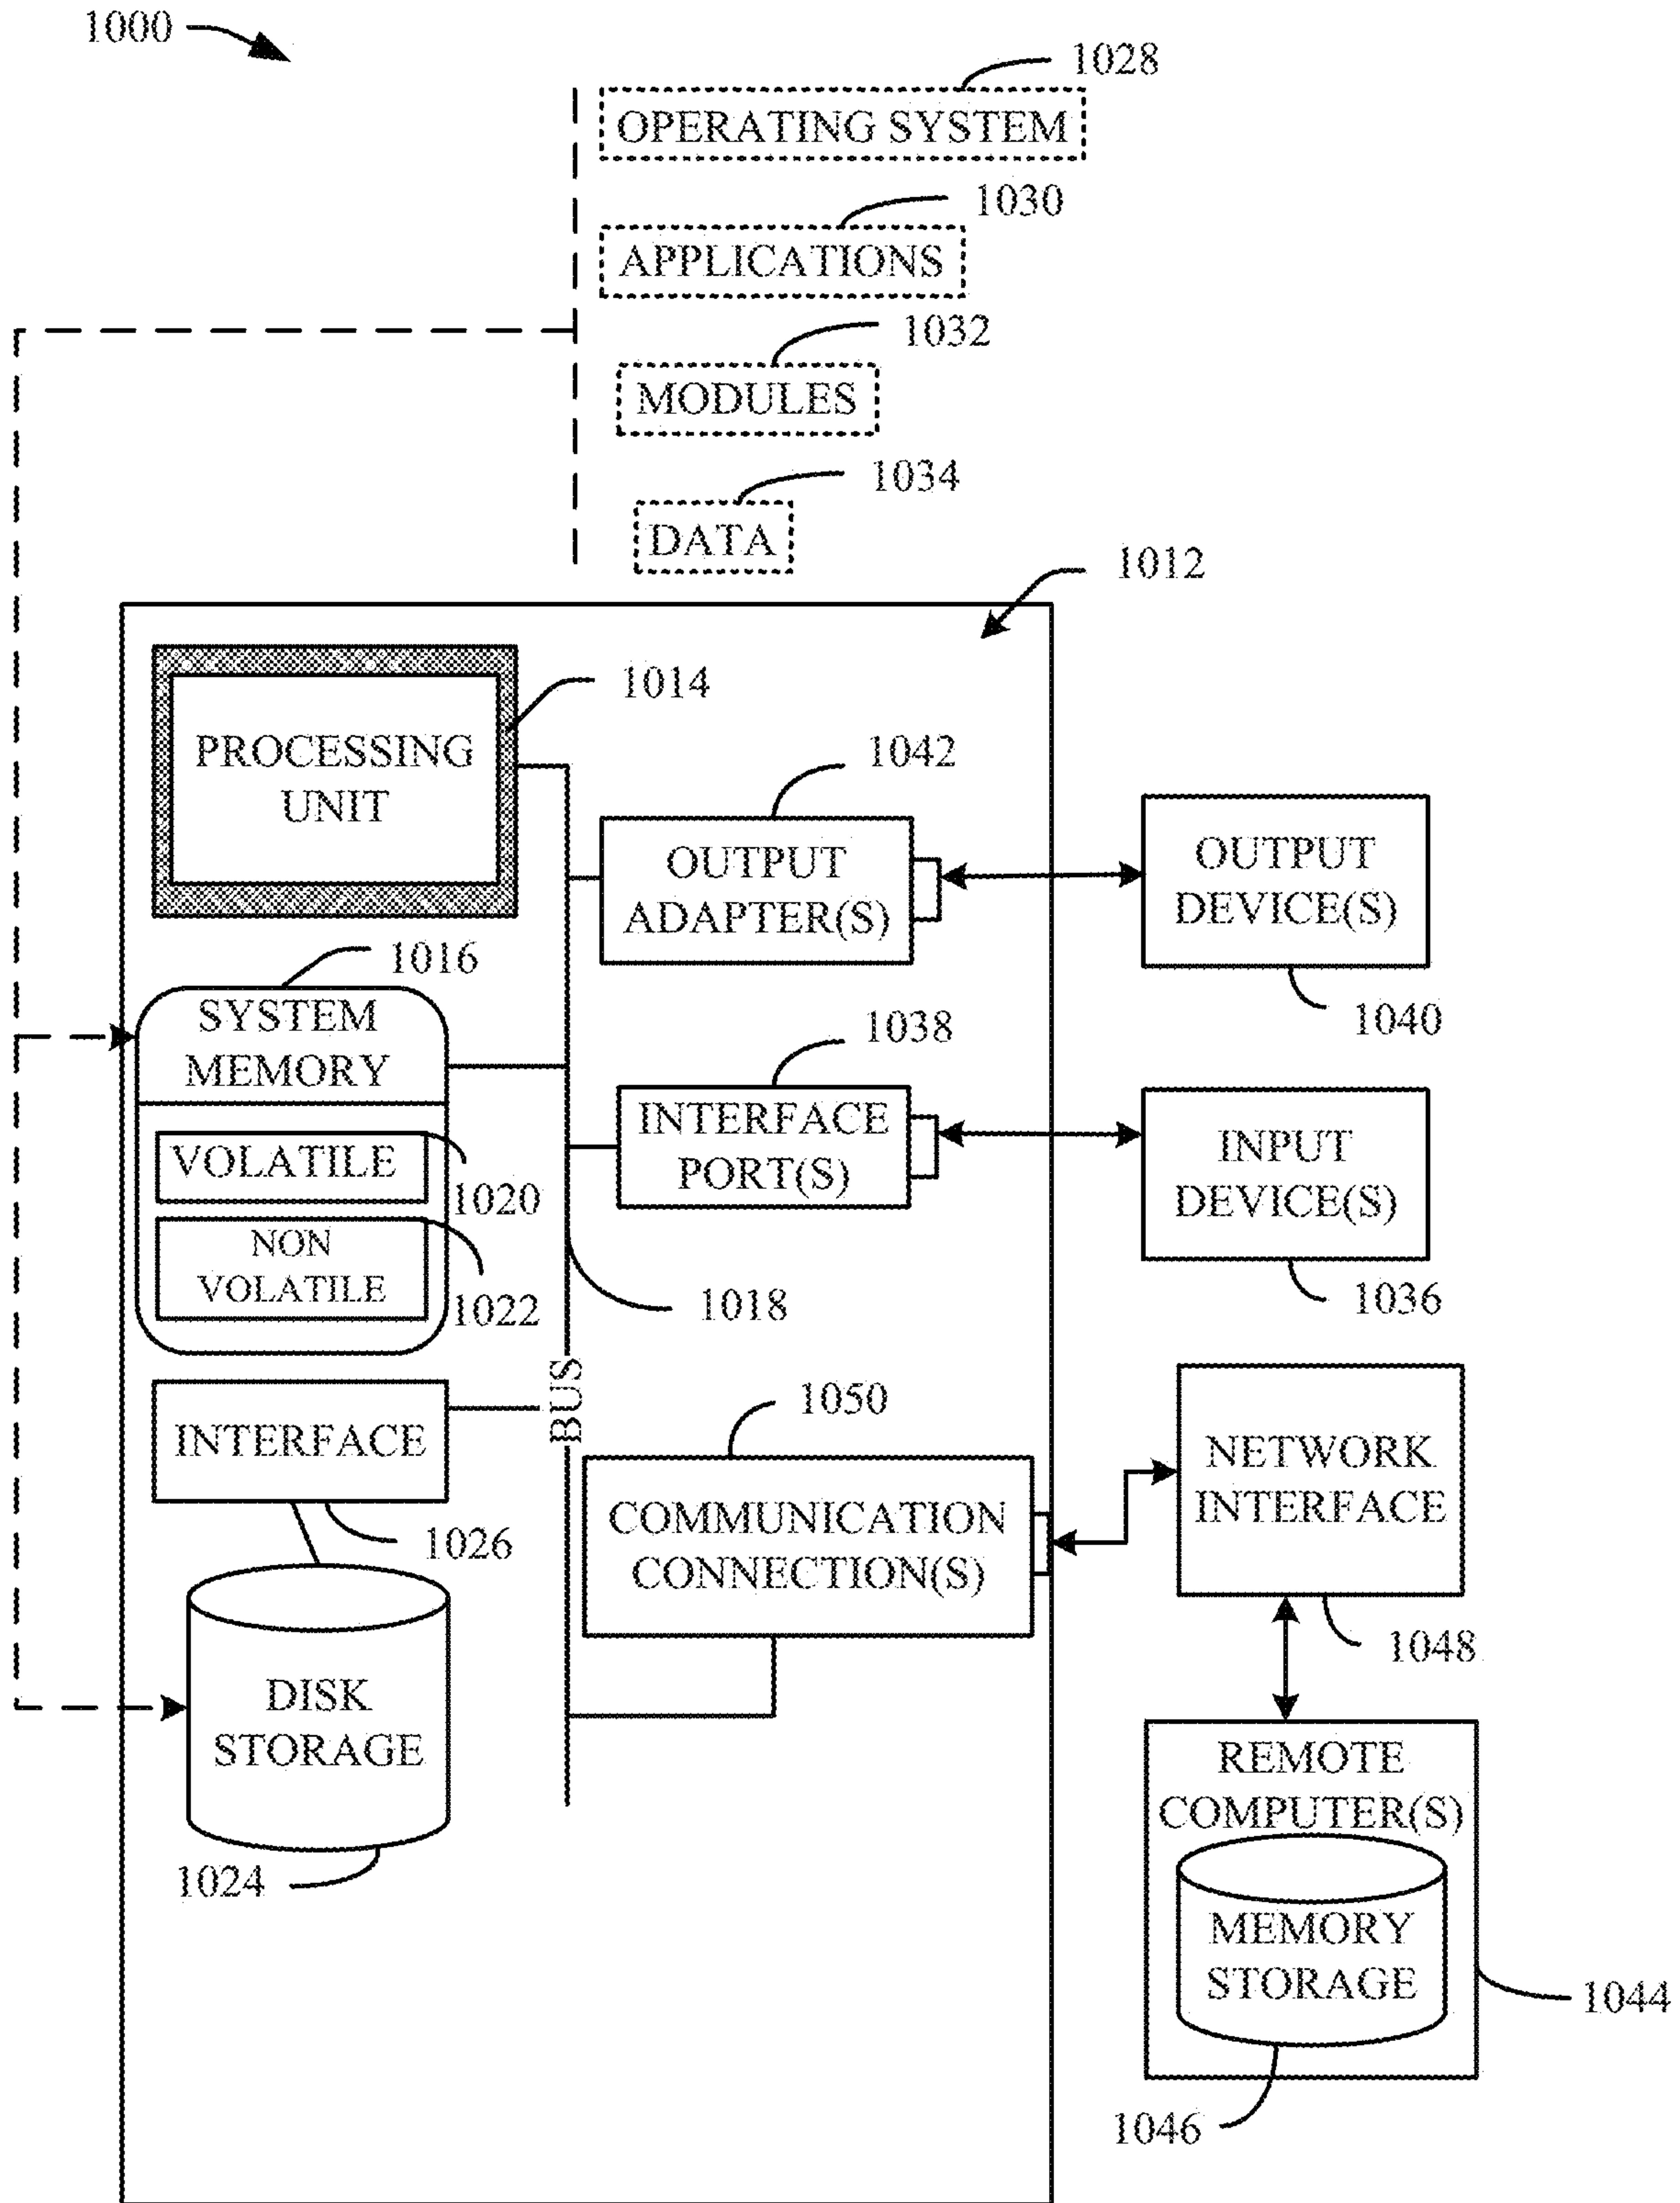 1000
1028
OPERATING SYSTEM
1030
APPLICATIONS
1032
MODULES
1034
DATA
1012
1014
PROCESSING
UNIT
1042
OUTPUT
ADAPTER(S)
OUTPUT
DEVICE(S)
1040
1016
SYSTEM
MEMORY
VOLATILE
1020
NON
VOLATILE
1022
1038
INTERFACE
PORT(S)
INPUT
DEVICE(S)
1036
1018
BUS
INTERFACE
1026
1050
COMMUNICATION
CONNECTION(S)
NETWORK
INTERFACE
1048
DISK
STORAGE
1024
REMOTE
COMPUTER(S)
MEMORY
STORAGE
1044
1046